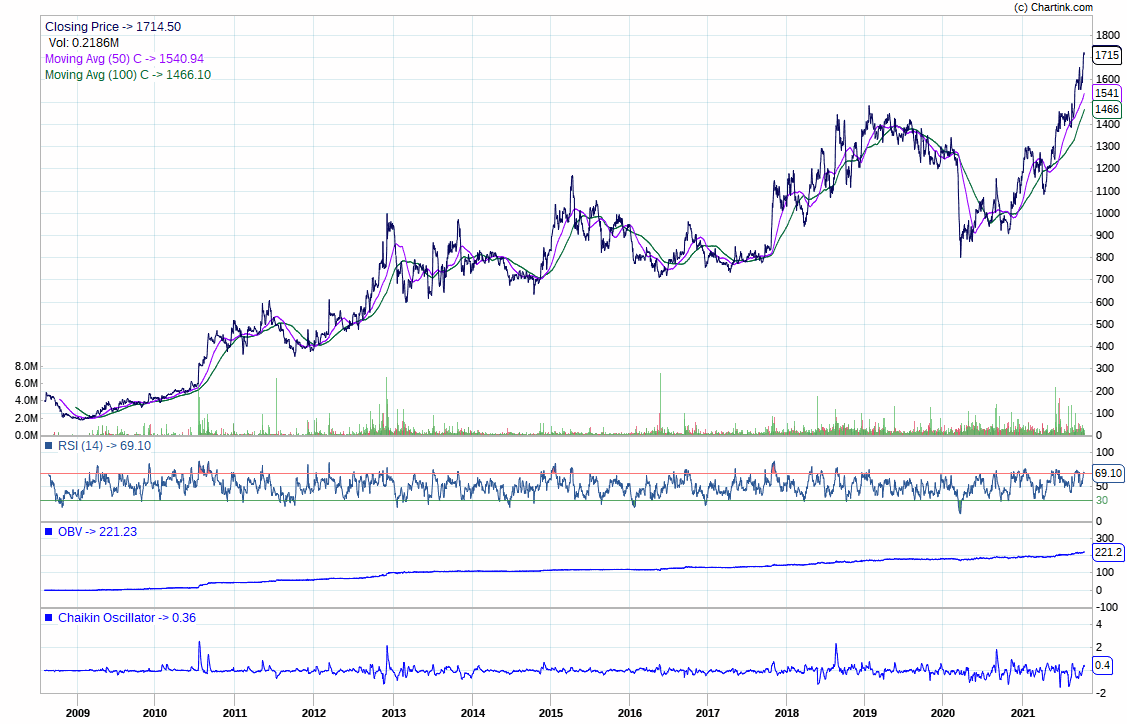 (c) Chartink.com
Closing Price -> 1714.50
Vol: 0.2186M
Moving Avg (50) C -> 1540.94
Moving Avg (100) C -> 1466.10
1800
1715
1600
1541
1466
1400
1300
1200
1100
1000
900
800
700
600
500
400
300
200
100
0
8.0M
6.0M
4.0M
2.0M
0.0M
RSI (14) -> 69.10
100
69.10
50
30
0
OBV -> 221.23
300
221.2
100
0
-100
Chaikin Oscillator -> 0.36
4
2
0.4
-2
2009 2010 2011 2012 2013 2014 2015 2016 2017 2018 2019 2020 2021